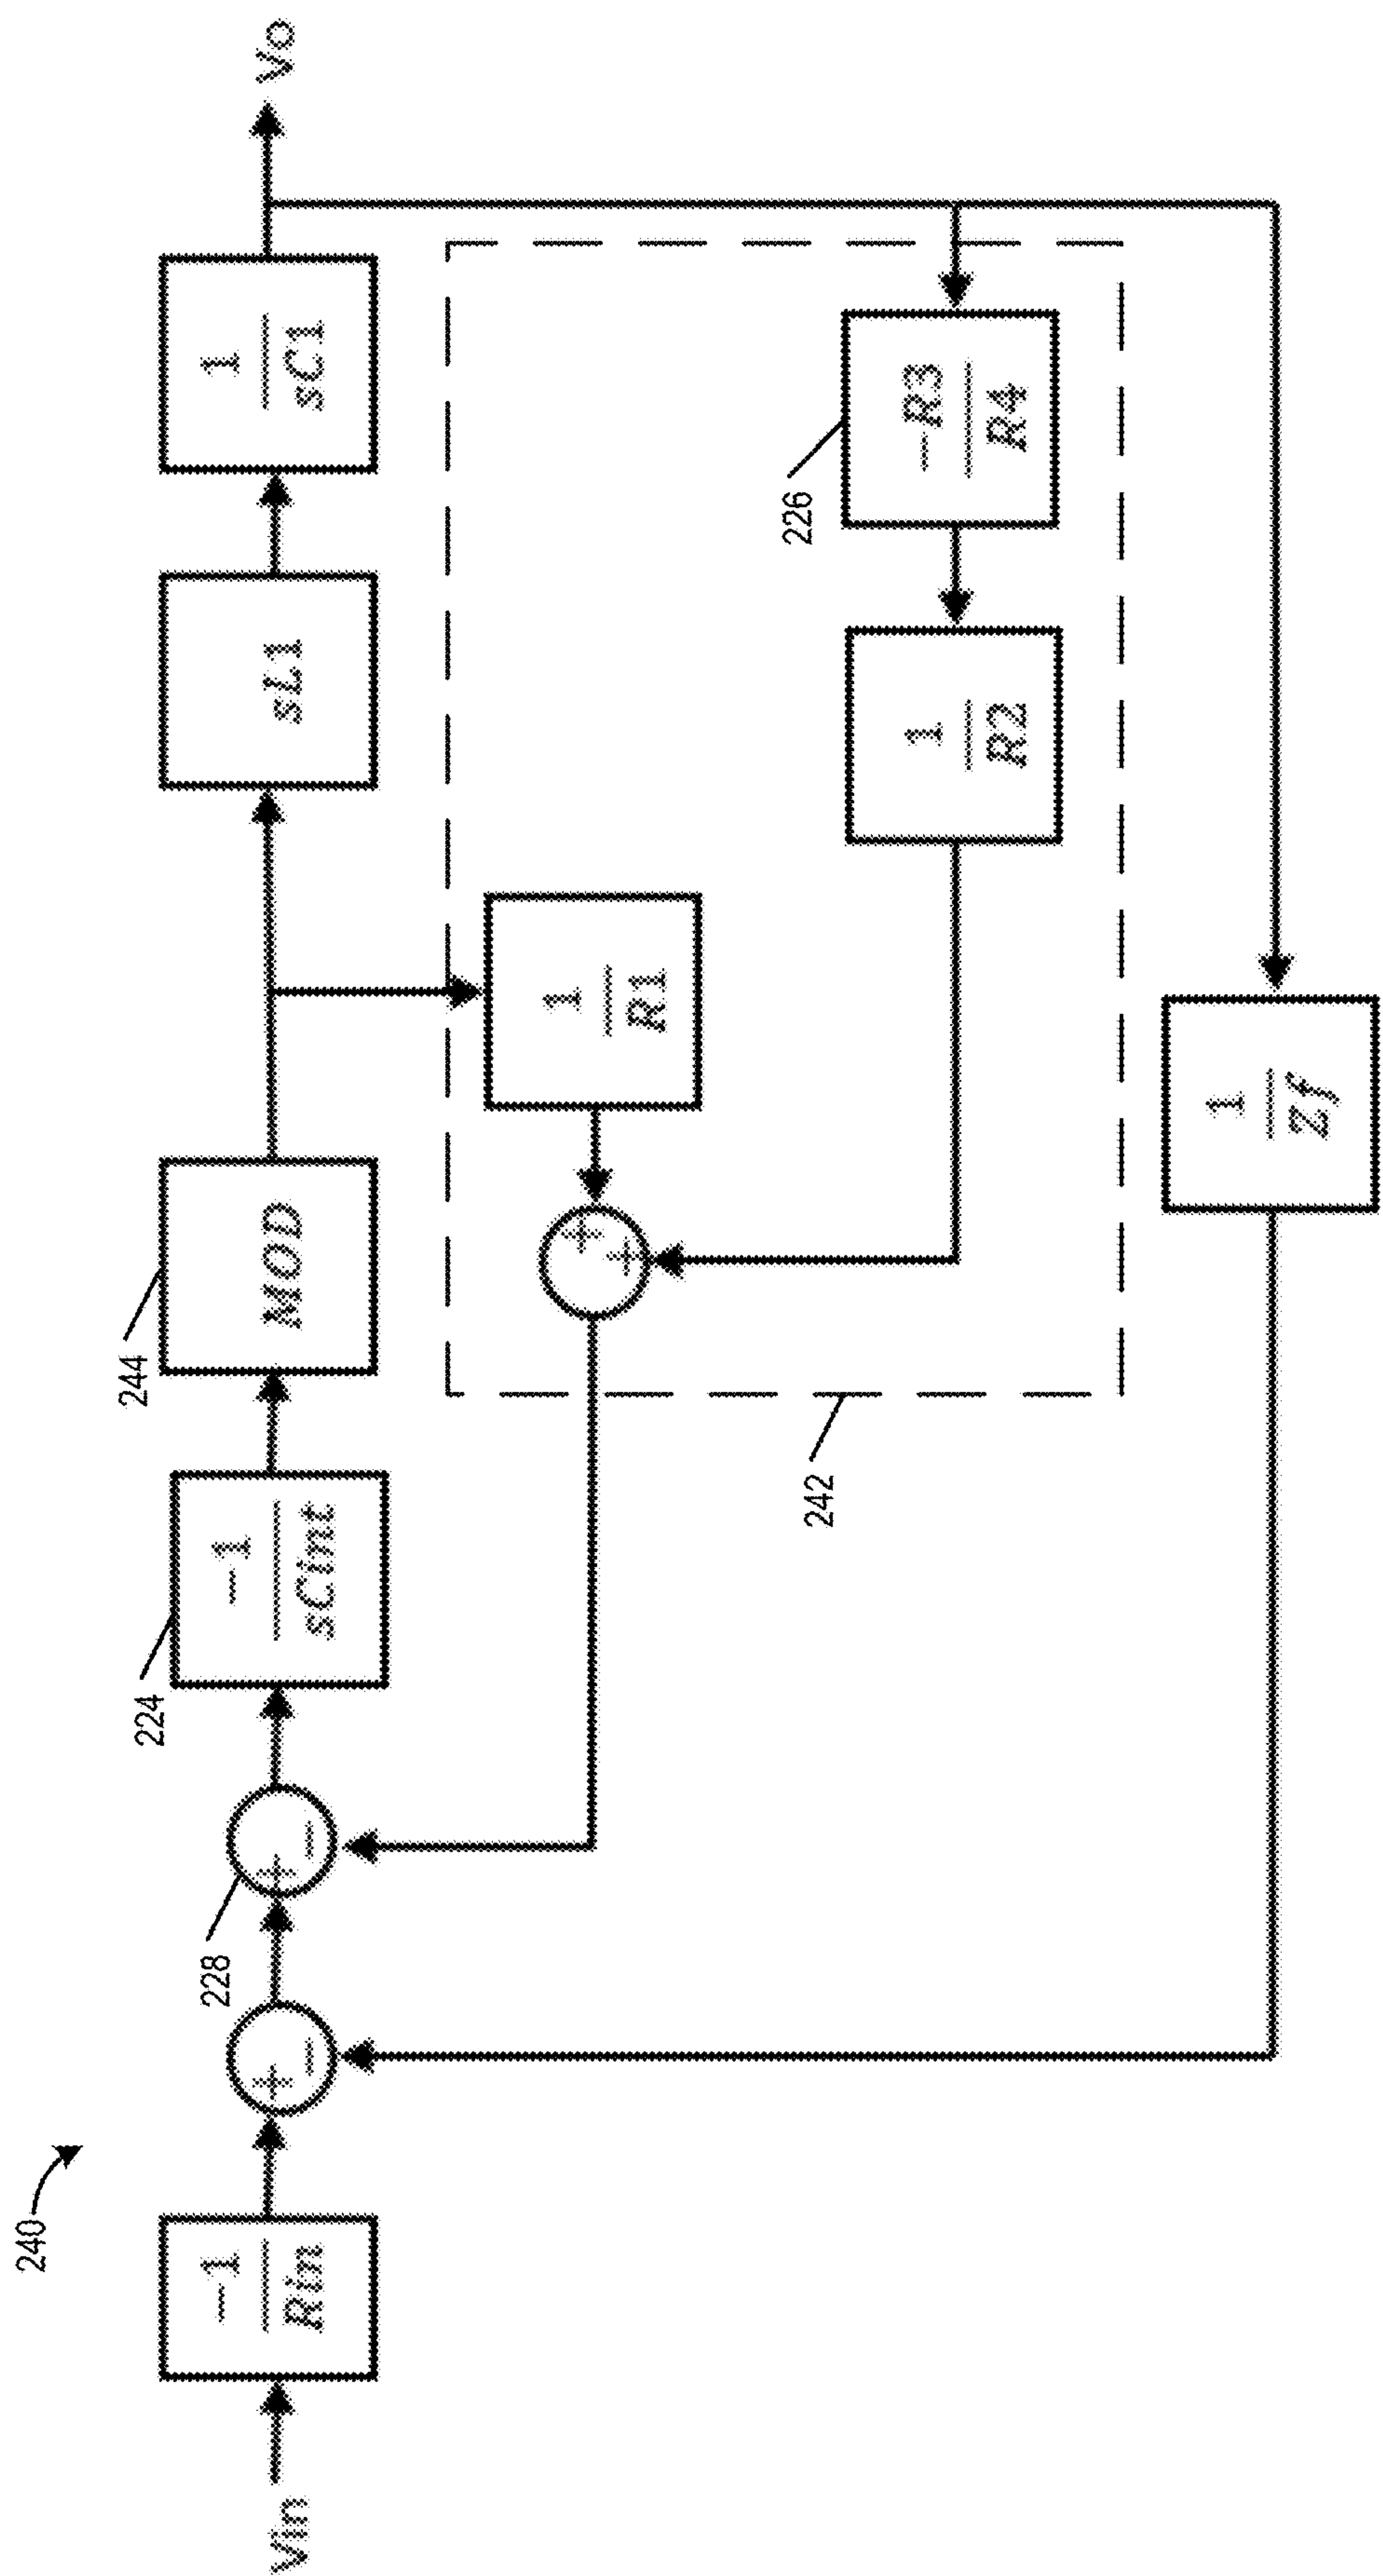 240
Vin
−1
Rin
+
−
228
+
−
224
−1
sCint
244
MOD
sL1
1
sC1
Vo
1
R1
+
+
242
1
R2
226
−R3
R4
1
Zf